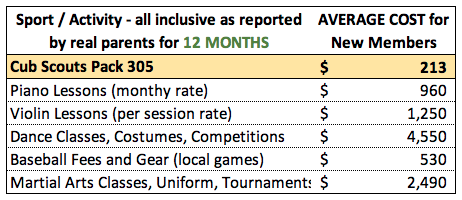 Sport / Activity - all inclusive as reported by real parents for 12 MONTHS AVERAGE COST for New Members
Cub Scouts Pack 305 $ 213
Piano Lessons (monthy rate) $ 960
Violin Lessons (per session rate) $ 1,250
Dance Classes, Costumes, Competitions $ 4,550
Baseball Fees and Gear (local games) $ 530
Martial Arts Classes, Uniform, Tournaments $ 2,490